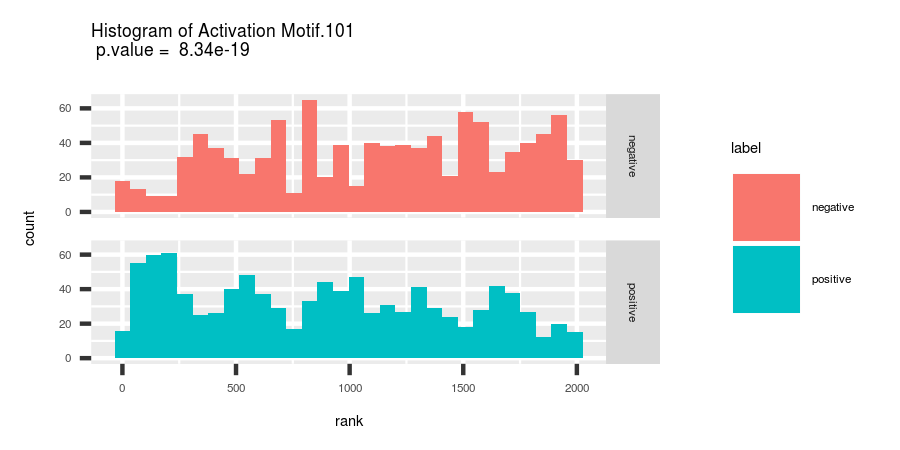 Histogram of Activation Motif.101
p.value = 8.34e-19
count
60
40
20
0
negative
60
40
20
0
positive
0 500 1000 1500 2000
rank
label
negative
positive